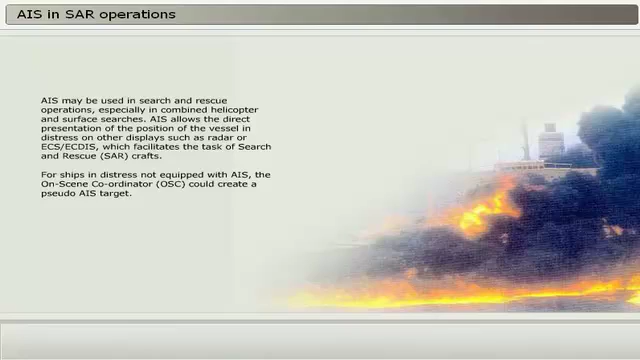 AIS in SAR operations
AIS may be used in search and rescue
operations, especially in combined helicopter
and surface searches. AIS allows the direct
presentation of the position of the vessel in
distress on other displays such as radar or
ECS/ECDIS, which facilitates the task of Search
and Rescue (SAR) crafts.
For ships in distress not equipped with AIS, the
On-Scene Co-ordinator (OSC) could create a
pseudo AIS target.